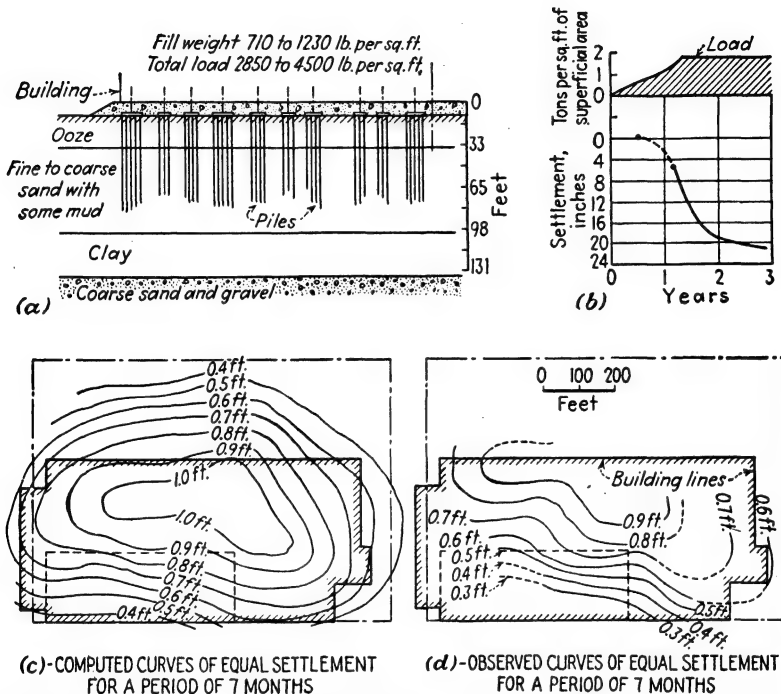 Fill weight 710 to 1230 lb. per sq. ft.
Total load 2850 to 4500 lb. per sq. ft.
Building
Ooze
Fine to coarse
sand with
some mud
Piles
Clay
Coarse sand and gravel
0
33
65
98
131
Feet
(a)
Tons per sq. ft. of
superficial area
2
1
0
Load
Settlement,
inches
0
4
8
12
16
20
24
0 1 2 3
Years
(b)
0.4 ft.
0.5 ft.
0.6 ft.
0.7 ft.
0.8 ft.
0.9 ft.
1.0 ft.
1.0 ft.
0.9 ft.
0.8 ft.
0.7 ft.
0.6 ft.
0.5 ft.
0.4 ft.
(c)-COMPUTED CURVES OF EQUAL SETTLEMENT
FOR A PERIOD OF 7 MONTHS
0 100 200
Feet
Building lines
0.9 ft.
0.8 ft.
0.7 ft.
0.6 ft.
0.7 ft.
0.6 ft.
0.5 ft.
0.4 ft.
0.3 ft.
0.5 ft.
0.4 ft.
0.3 ft.
(d)-OBSERVED CURVES OF EQUAL SETTLEMENT
FOR A PERIOD OF 7 MONTHS